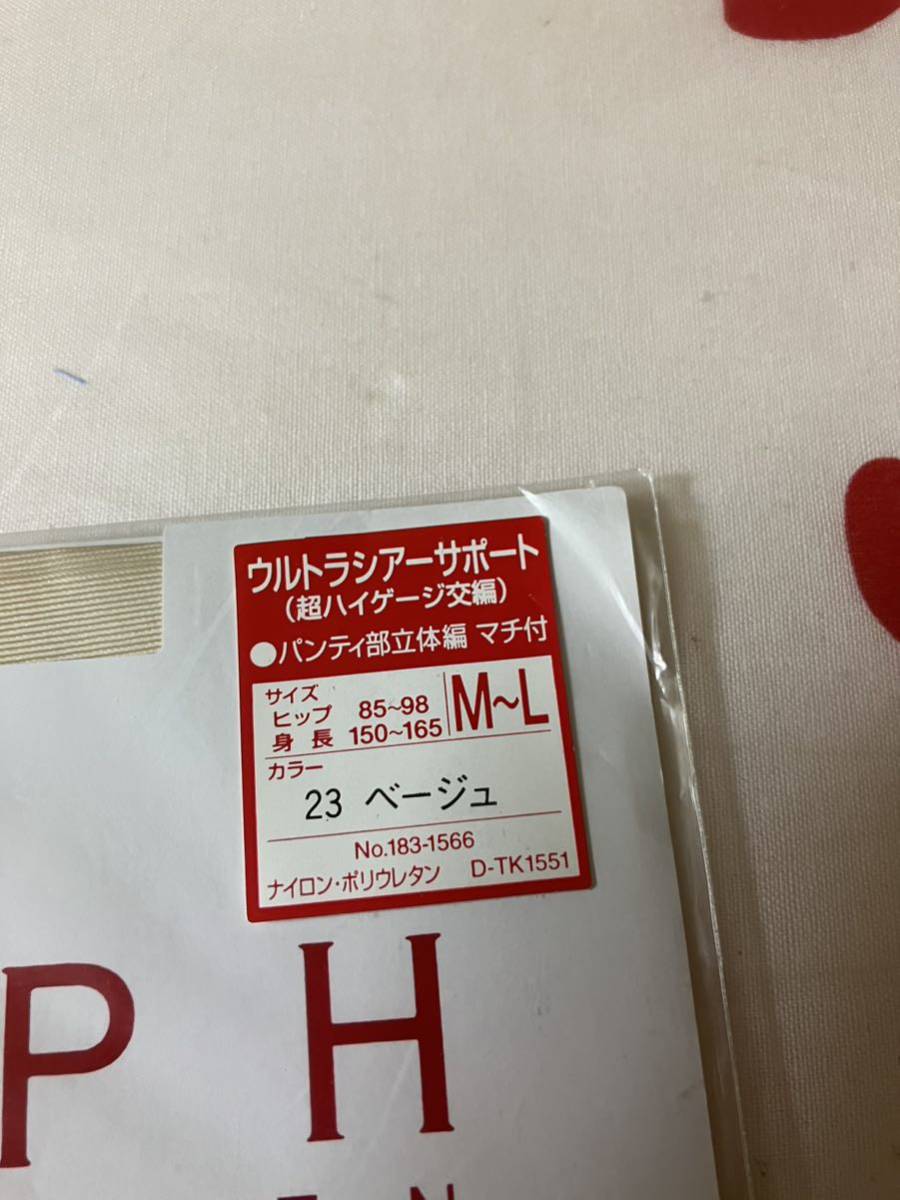 ウルトラシアーサポート
(超ハイゲージ交編)
●パンティ部立体編 マチ付
サイズ
ヒップ 85~98
身長 150~165
M~L
カラー
23 ベージュ
No.183-1566
ナイロン・ポリウレタン D-TK1551
P H